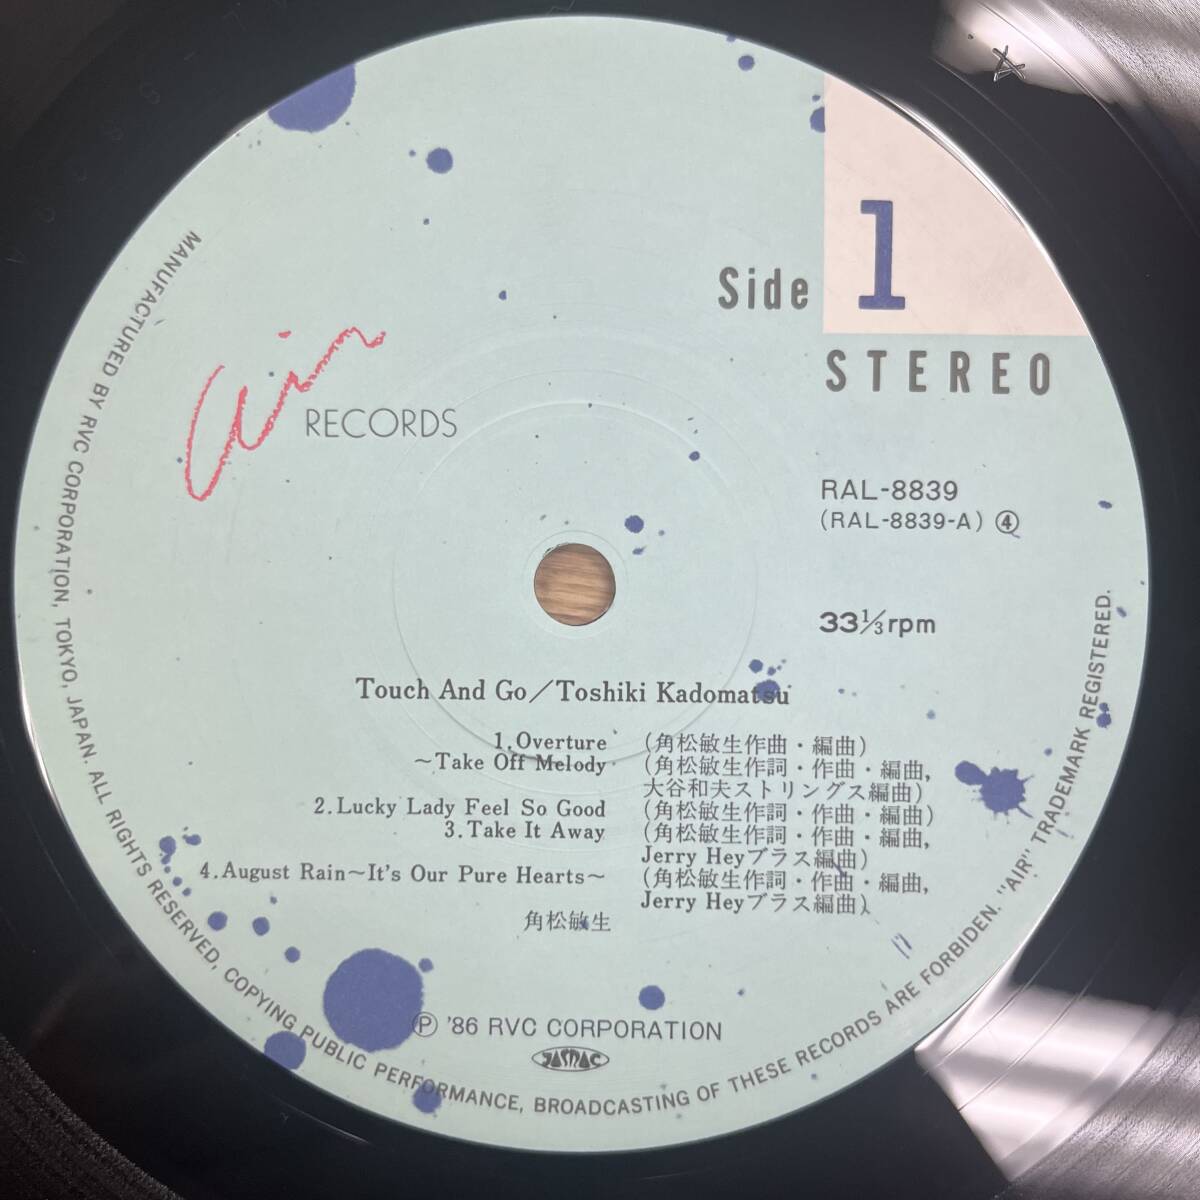 Side 1
STEREO
air
RECORDS
RAL-8839
(RAL-8839-A) ④
33⅓rpm
Touch And Go／Toshiki Kadomatsu
1.Overture (角松敏生作曲・編曲)
〜Take Off Melody (角松敏生作詞・作曲・編曲,
大谷和夫ストリングス編曲)
2.Lucky Lady Feel So Good (角松敏生作詞・作曲・編曲)
3.Take It Away (角松敏生作詞・作曲・編曲,
Jerry Heyブラス編曲)
4.August Rain〜It's Our Pure Hearts〜 (角松敏生作詞・作曲・編曲,
Jerry Heyブラス編曲)
角松敏生
Ⓟ '86 RVC CORPORATION
JASRAC
MANUFACTURED BY RVC CORPORATION, TOKYO, JAPAN. ALL RIGHTS RESERVED, COPYING PUBLIC PERFORMANCE, BROADCASTING OF THESE RECORDS ARE FORBIDEN. "AIR" TRADEMARK REGISTERED.